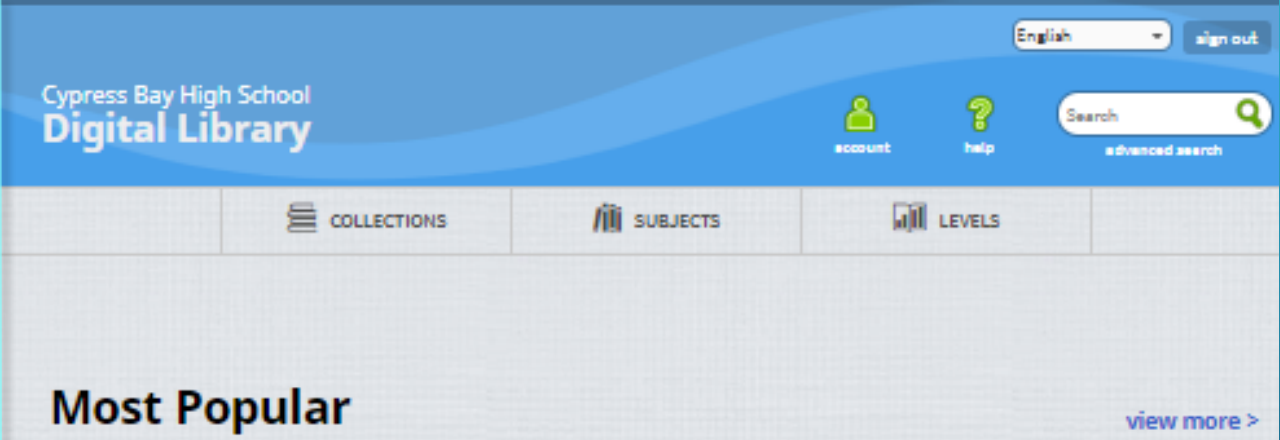 English
sign out
Cypress Bay High School
Digital Library
account
help
Search
advanced search
COLLECTIONS
SUBJECTS
LEVELS
Most Popular
view more >